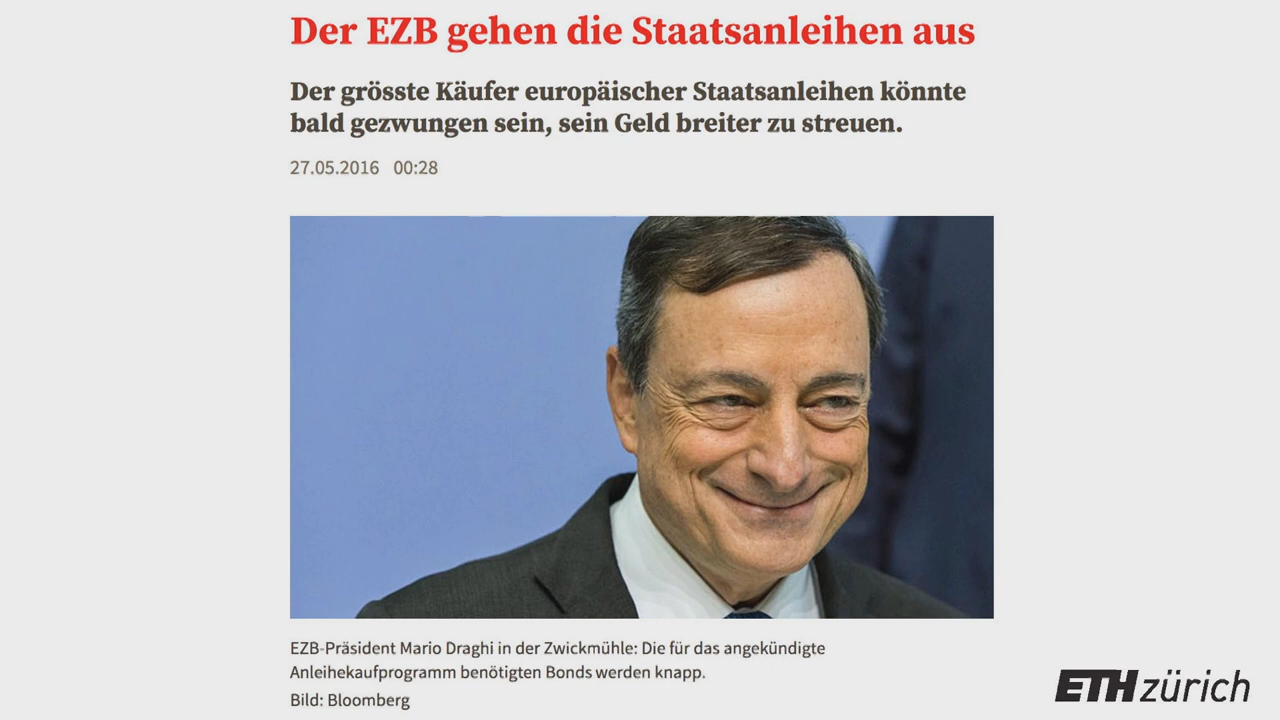 Der EZB gehen die Staatsanleihen aus
Der grösste Käufer europäischer Staatsanleihen könnte
bald gezwungen sein, sein Geld breiter zu streuen.
27.05.2016 00:28
EZB-Präsident Mario Draghi in der Zwickmühle: Die für das angekündigte
Anleihekaufprogramm benötigten Bonds werden knapp.
Bild: Bloomberg
ETH zürich